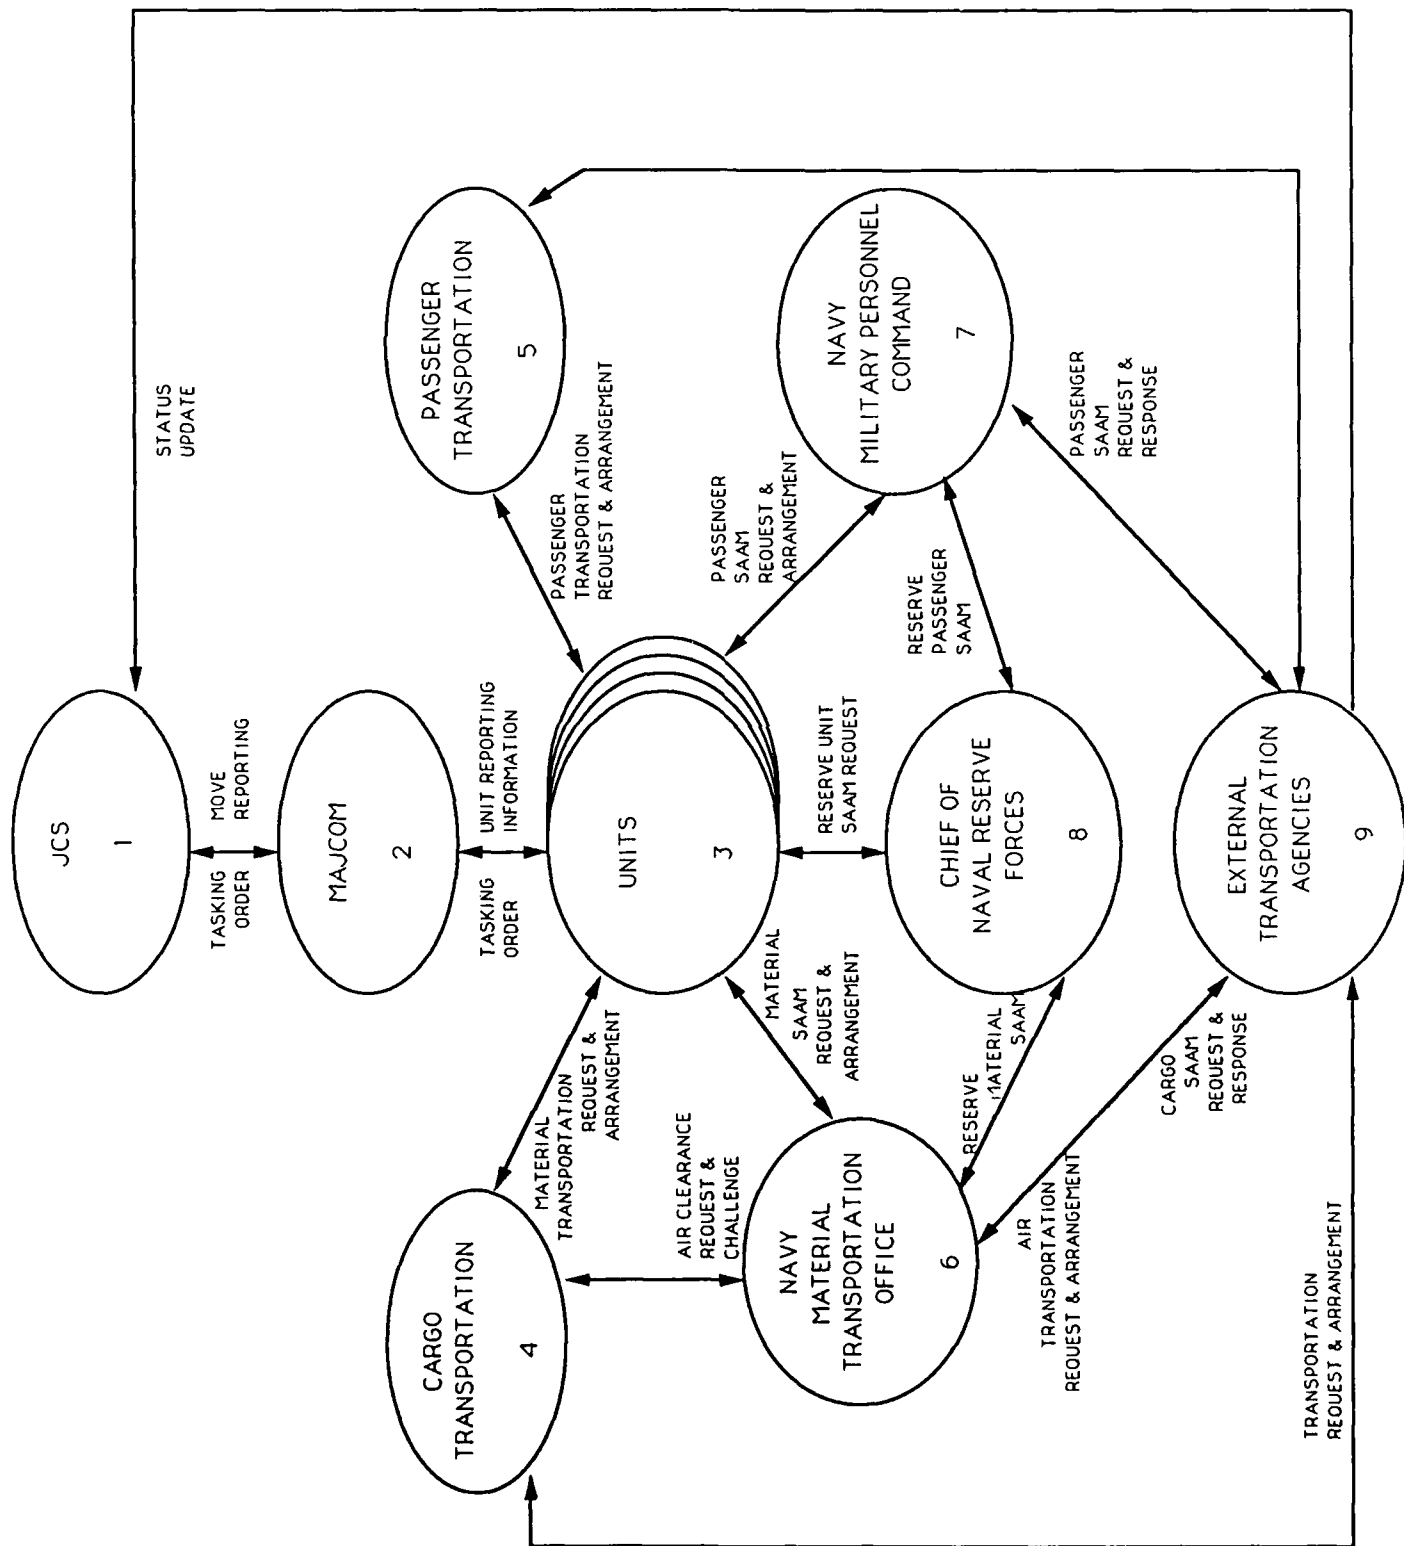 JCS
1
TASKING
ORDER
MOVE
REPORTING
STATUS
UPDATE
MAJCOM
2
TASKING
ORDER
UNIT REPORTING
INFORMATION
CARGO
TRANSPORTATION
4
MATERIAL
TRANSPORTATION
REQUEST &
ARRANGEMENT
UNITS
3
PASSENGER
TRANSPORTATION
REQUEST & ARRANGEMENT
PASSENGER
TRANSPORTATION
5
AIR CLEARANCE
REQUEST &
CHALLENGE
MATERIAL
SAAM
REQUEST &
ARRANGEMENT
RESERVE UNIT
SAAM REQUEST
PASSENGER
SAAM
REQUEST &
ARRANGEMENT
NAVY
MATERIAL
TRANSPORTATION
OFFICE
6
RESERVE
MATERIAL SAAM
CHIEF OF
NAVAL RESERVE
FORCES
8
RESERVE
PASSENGER
SAAM
NAVY
MILITARY PERSONNEL
COMMAND
7
AIR
TRANSPORTATION
REQUEST & ARRANGEMENT
CARGO
SAAM
REQUEST &
RESPONSE
PASSENGER
SAAM
REQUEST &
RESPONSE
EXTERNAL
TRANSPORTATION
AGENCIES
9
TRANSPORTATION
REQUEST & ARRANGEMENT